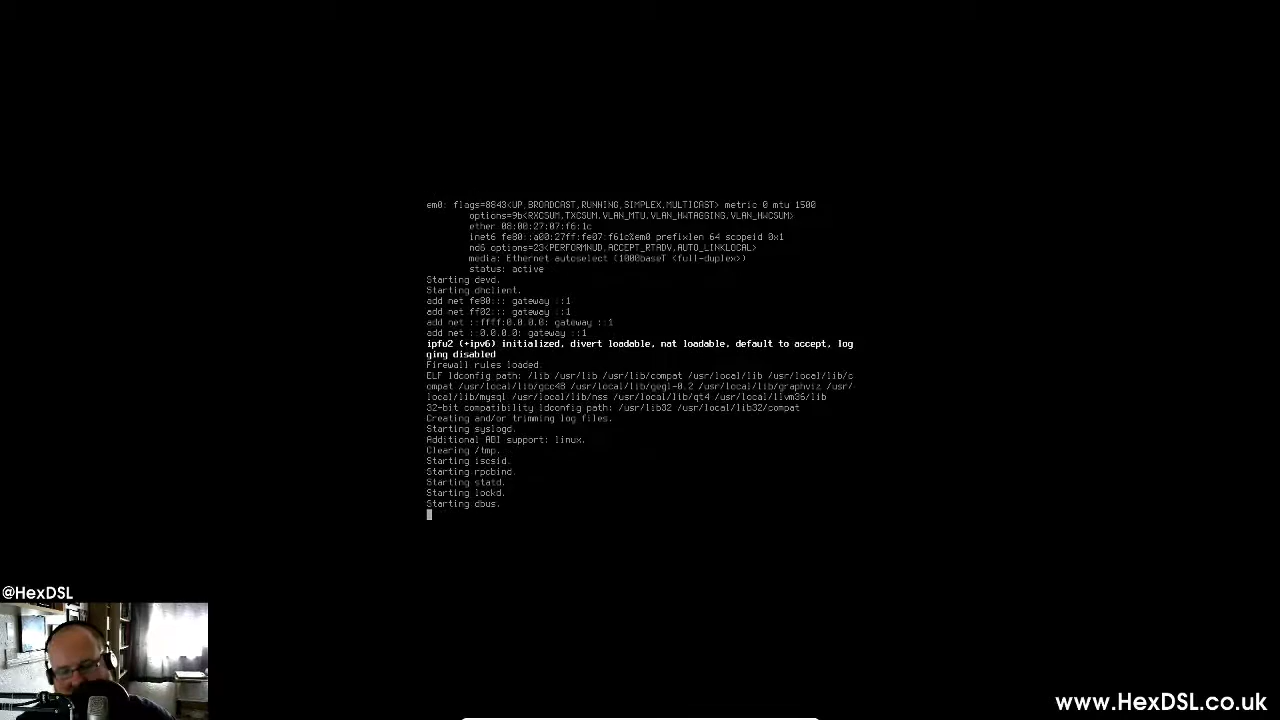 em0: flags=8843<UP,BROADCAST,RUNNING,SIMPLEX,MULTICAST> metric 0 mtu 1500
options=9b<RXCSUM,TXCSUM,VLAN_MTU,VLAN_HWTAGGING,VLAN_HWCSUM>
ether 08:00:27:07:f6:1c
inet6 fe80::a00:27ff:fe07:f61c%em0 prefixlen 64 scopeid 0x1
nd6 options=23<PERFORMNUD,ACCEPT_RTADV,AUTO_LINKLOCAL>
media: Ethernet autoselect (1000baseT <full-duplex>)
status: active
Starting devd.
Starting dhclient.
add net fe80::: gateway ::1
add net ff02::: gateway ::1
add net ::ffff:0.0.0.0: gateway ::1
add net ::0.0.0.0: gateway ::1
ipfw2 (+ipv6) initialized, divert loadable, nat loadable, default to accept, log
ging disabled
Firewall rules loaded.
ELF ldconfig path: /lib /usr/lib /usr/lib/compat /usr/local/lib /usr/local/lib/c
ompat /usr/local/lib/gcc48 /usr/local/lib/gegl-0.2 /usr/local/lib/graphviz /usr/
local/lib/mysql /usr/local/lib/nss /usr/local/lib/qt4 /usr/local/llvm36/lib
32-bit compatibility ldconfig path: /usr/lib32 /usr/local/lib32/compat
Creating and/or trimming log files.
Starting syslogd.
Additional ABI support: linux.
Clearing /tmp.
Starting iscsid.
Starting rpcbind.
Starting statd.
Starting lockd.
Starting dbus.
@HexDSL
www.HexDSL.co.uk